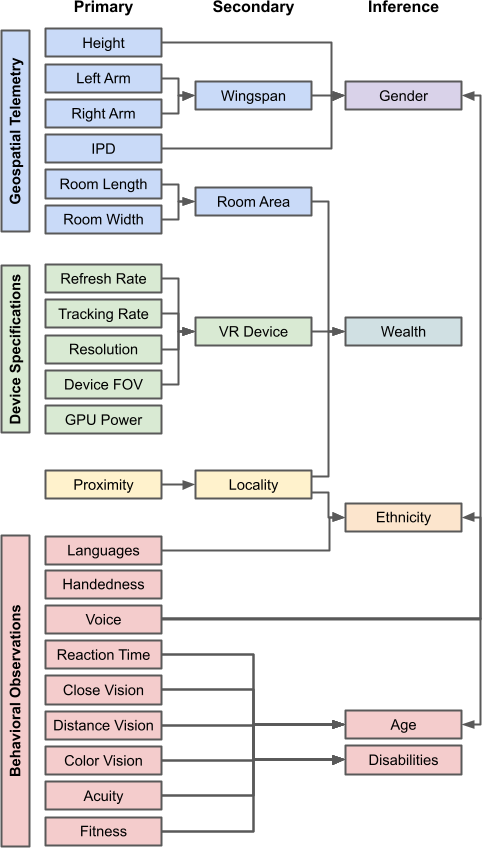 Primary Secondary Inference
Geospatial Telemetry
Height
Left Arm
Right Arm
Wingspan
Gender
IPD
Room Length
Room Width
Room Area
Device Specifications
Refresh Rate
Tracking Rate
Resolution
Device FOV
GPU Power
VR Device
Wealth
Proximity
Locality
Ethnicity
Behavioral Observations
Languages
Handedness
Voice
Reaction Time
Close Vision
Distance Vision
Color Vision
Acuity
Fitness
Age
Disabilities